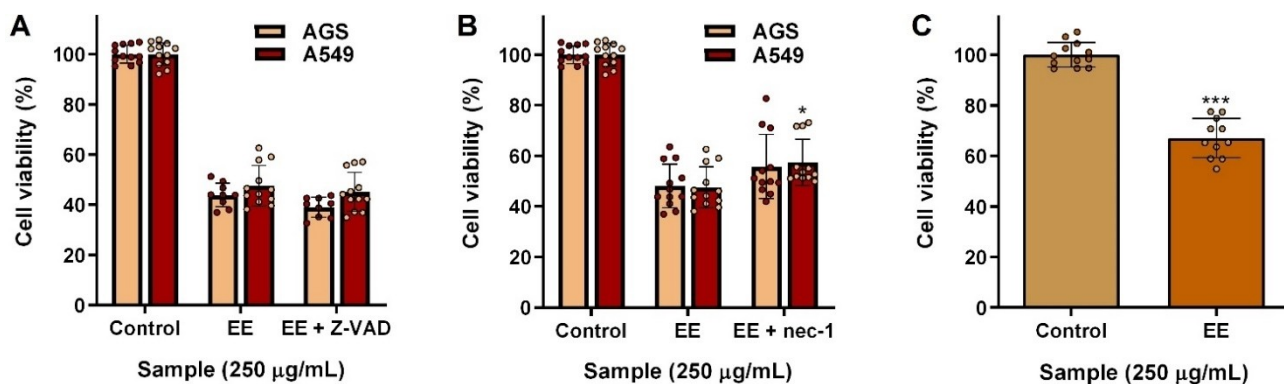 A
AGS
A549
Cell viability (%)
100
80
60
40
20
0
Control EE EE + Z-VAD
Sample (250 μg/mL)
B
AGS
A549
Cell viability (%)
100
80
60
40
20
0
*
Control EE EE + nec-1
Sample (250 μg/mL)
C
Cell viability (%)
100
80
60
40
20
0
***
Control EE
Sample (250 μg/mL)